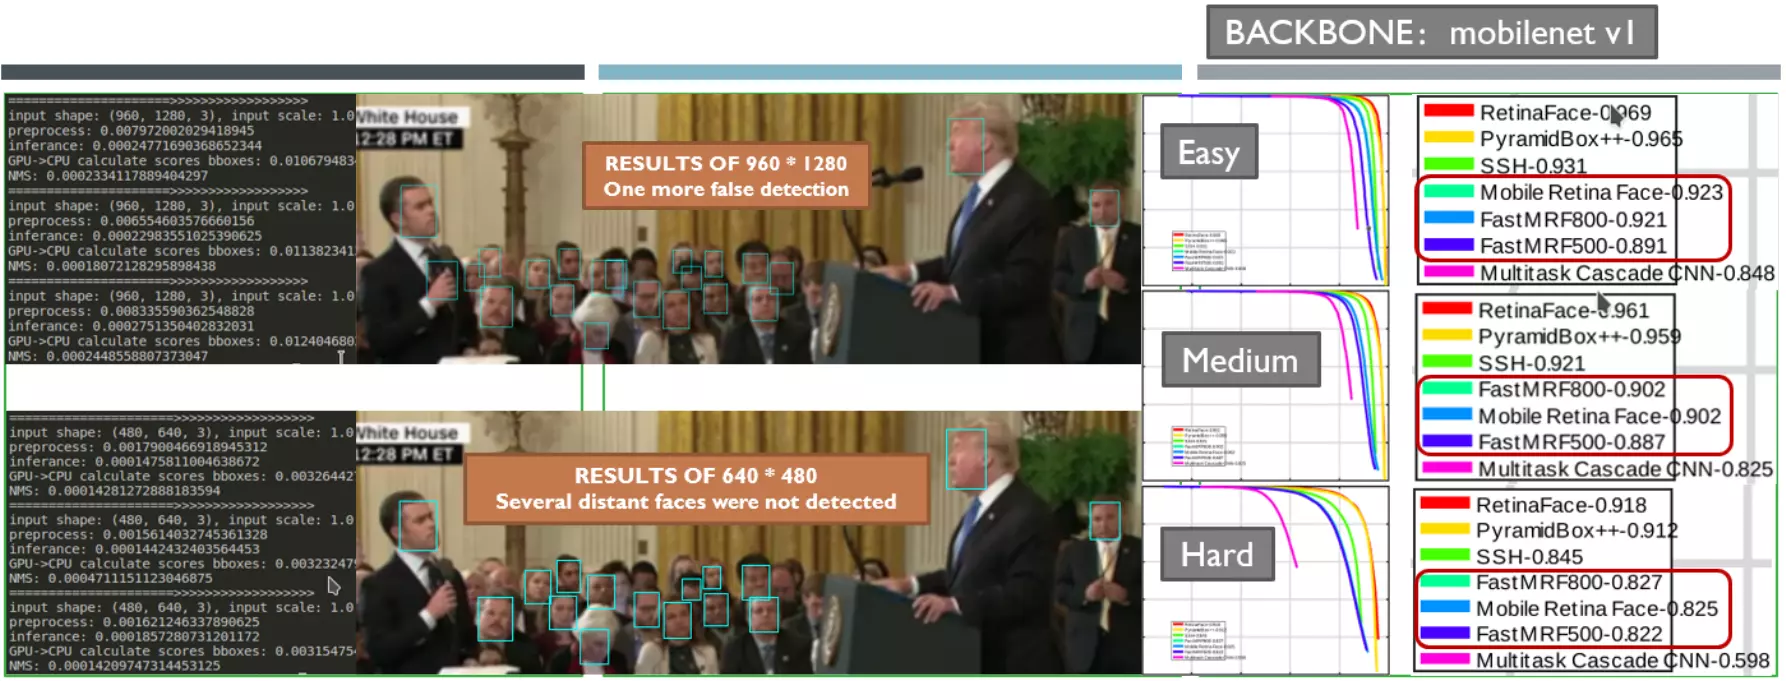 BACKBONE: mobilenet v1
=====================>>>>>>>>>>>>>>>>>>
input shape: (960, 1280, 3), input scale: 1.0
preprocess: 0.007972002029418945
inferance: 0.00024771690368652344
GPU->CPU calculate scores bboxes: 0.01067948
NMS: 0.0002334117889404297
=====================>>>>>>>>>>>>>>>>>>
input shape: (960, 1280, 3), input scale: 1.0
preprocess: 0.006554603576660156
inferance: 0.00022983551025390625
GPU->CPU calculate scores bboxes: 0.01138234
NMS: 0.00018072128295898438
=====================>>>>>>>>>>>>>>>>>>
input shape: (960, 1280, 3), input scale: 1.0
preprocess: 0.008335590362548828
inferance: 0.0002751350402832031
GPU->CPU calculate scores bboxes: 0.01240468
NMS: 0.0002448558807373047
White House
12:28 PM ET
RESULTS OF 960 * 1280
One more false detection
Easy
RetinaFace-0.969
PyramidBox++-0.965
SSH-0.931
Mobile Retina Face-0.923
FastMRF800-0.921
FastMRF500-0.891
Multitask Cascade CNN-0.848
Medium
RetinaFace-0.961
PyramidBox++-0.959
SSH-0.921
FastMRF800-0.902
Mobile Retina Face-0.902
FastMRF500-0.887
Multitask Cascade CNN-0.825
=====================>>>>>>>>>>>>>>>>>>
input shape: (480, 640, 3), input scale: 1.0
preprocess: 0.0017900466918945312
inferance: 0.0001475811004638672
GPU->CPU calculate scores bboxes: 0.00326442
NMS: 0.00014281272888183594
=====================>>>>>>>>>>>>>>>>>>
input shape: (480, 640, 3), input scale: 1.0
preprocess: 0.0015614032745361328
inferance: 0.0001442432403564453
GPU->CPU calculate scores bboxes: 0.00323247
NMS: 0.0004711151123046875
=====================>>>>>>>>>>>>>>>>>>
input shape: (480, 640, 3), input scale: 1.0
preprocess: 0.001621246337890625
inferance: 0.0001857280731201172
GPU->CPU calculate scores bboxes: 0.00315475
NMS: 0.00014209747314453125
White House
12:28 PM ET
RESULTS OF 640 * 480
Several distant faces were not detected
Hard
RetinaFace-0.918
PyramidBox++-0.912
SSH-0.845
FastMRF800-0.827
Mobile Retina Face-0.825
FastMRF500-0.822
Multitask Cascade CNN-0.598